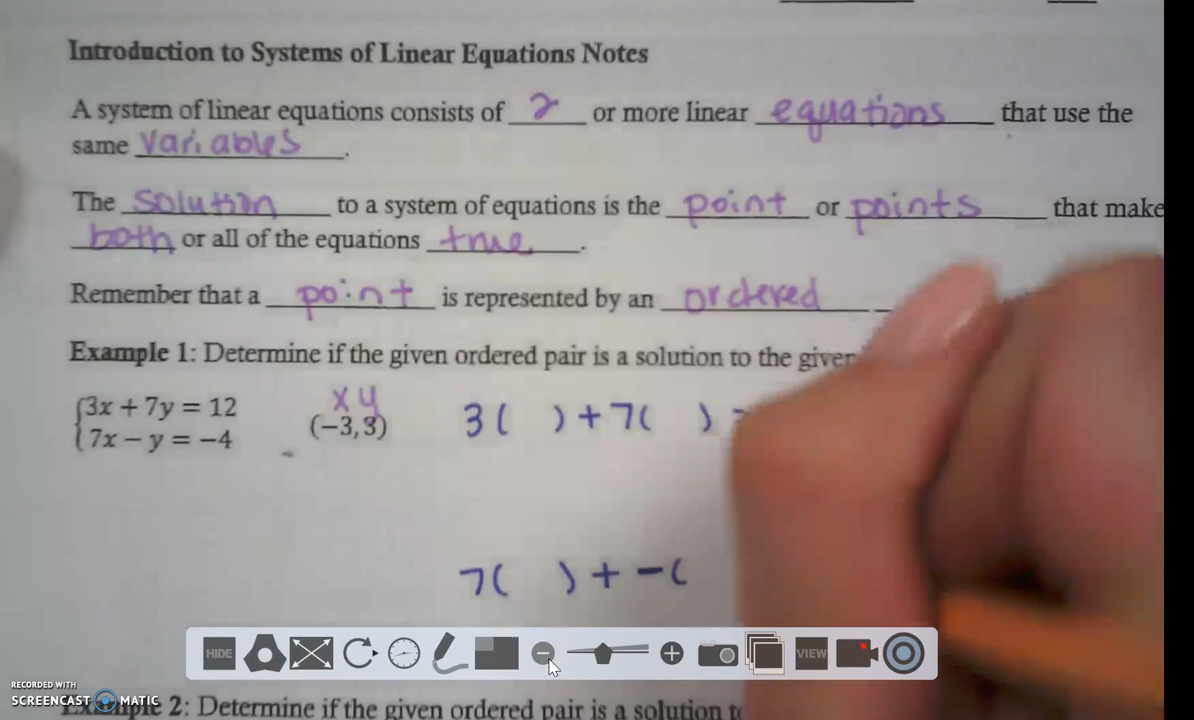 Introduction to Systems of Linear Equations Notes
A system of linear equations consists of 2 or more linear equations that use the
same variables.
The solution to a system of equations is the point or points that make
both or all of the equations true.
Remember that a point is represented by an ordered
Example 1: Determine if the given ordered pair is a solution to the given
x y
{3x + 7y = 12 (−3,3) 3( ) + 7( )
7x − y = −4
7( ) + −(
HIDE VIEW
RECORDED WITH
SCREENCAST MATIC
Example 2: Determine if the given ordered pair is a solution